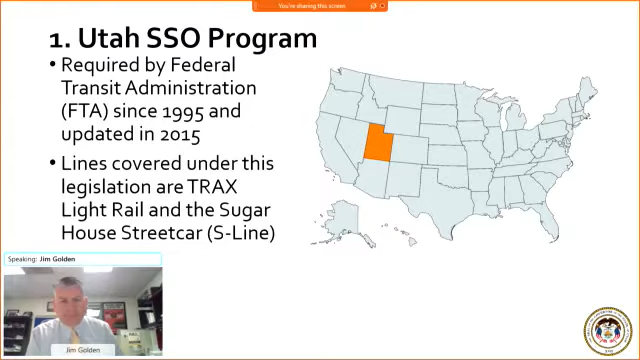 You're sharing this screen
1. Utah SSO Program
• Required by Federal
Transit Administration
(FTA) since 1995 and
updated in 2015
• Lines covered under this
legislation are TRAX
Light Rail and the Sugar
House Streetcar (S-Line)
Speaking: Jim Golden
Jim Golden